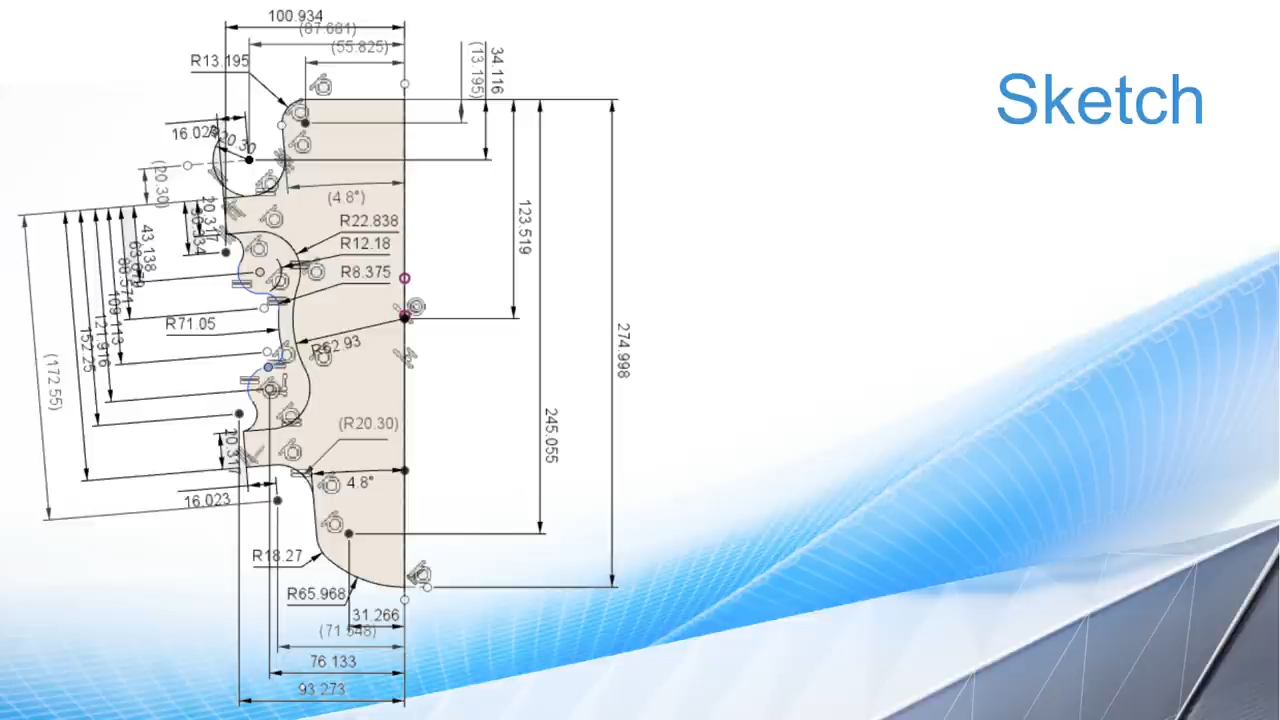 100.934
(87.681)
(55.825)
R13.195
34.116
(13.195)
Sketch
16.023
R20.30
(20.30)
(4.8°)
20.317
R22.838
R12.18
R8.375
43.138
123.519
R71.05
R62.93
109.113
121.916
152.25
(172.55)
274.998
(R20.30)
20.317
245.055
4.8°
16.023
R18.27
R65.968
31.266
(71.548)
76.133
93.273